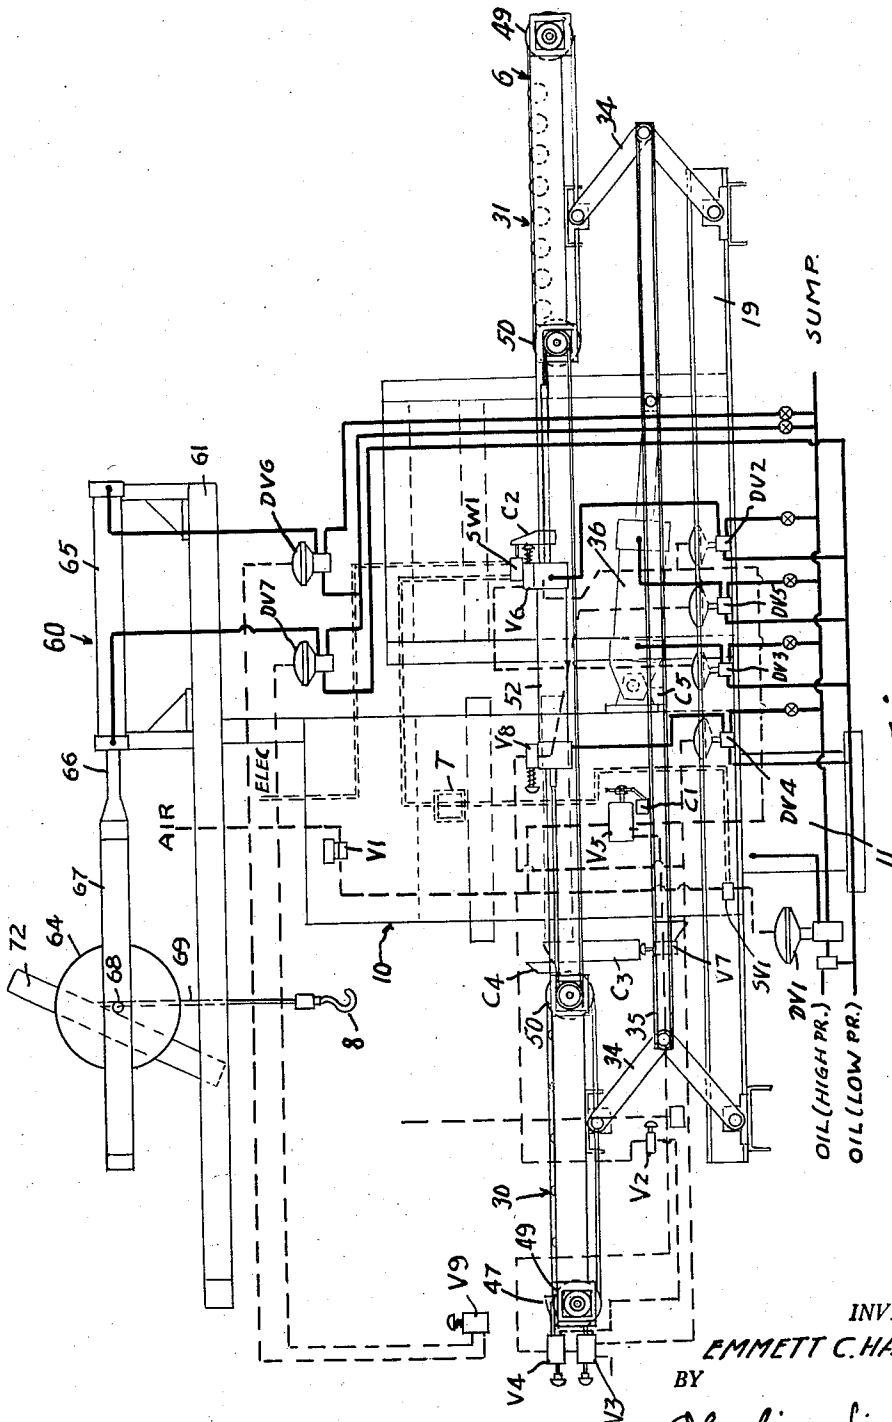 49
6
31
34
50
SUMP.
19
61
65
60
DV6
DV7
SW1
C2
V6
36
DV2
DV5
DV3
C5
52
V8
66
ELEC
T
AIR
V1
V5
C1
DV4
11
67
64
72
68
69
10
8
C4
C3
V7
SV1
DV1
50
35
34
OIL (HIGH PR.)
OIL (LOW PR.)
30
V2
49
47
V9
V4
V3
INV
EMMETT C. HA
BY